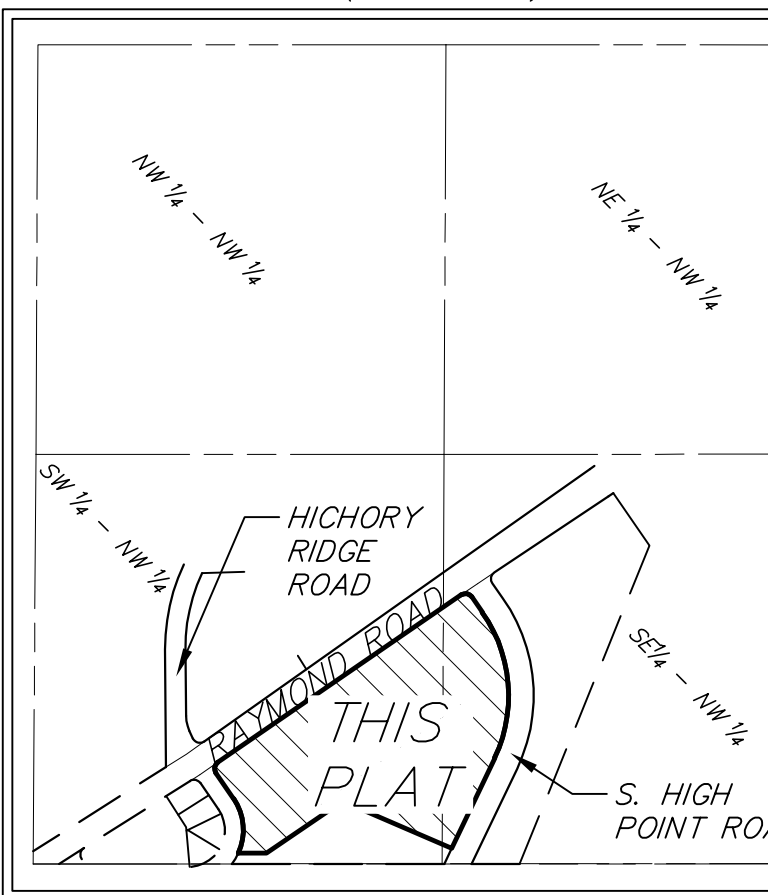 NW 1/4 - NW 1/4
NE 1/4 - NW 1/4
SW 1/4 - NW 1/4
HICHORY
RIDGE
ROAD
RAYMOND ROAD
THIS
PLAT
SE1/4 - NW 1/4
S. HIGH
POINT